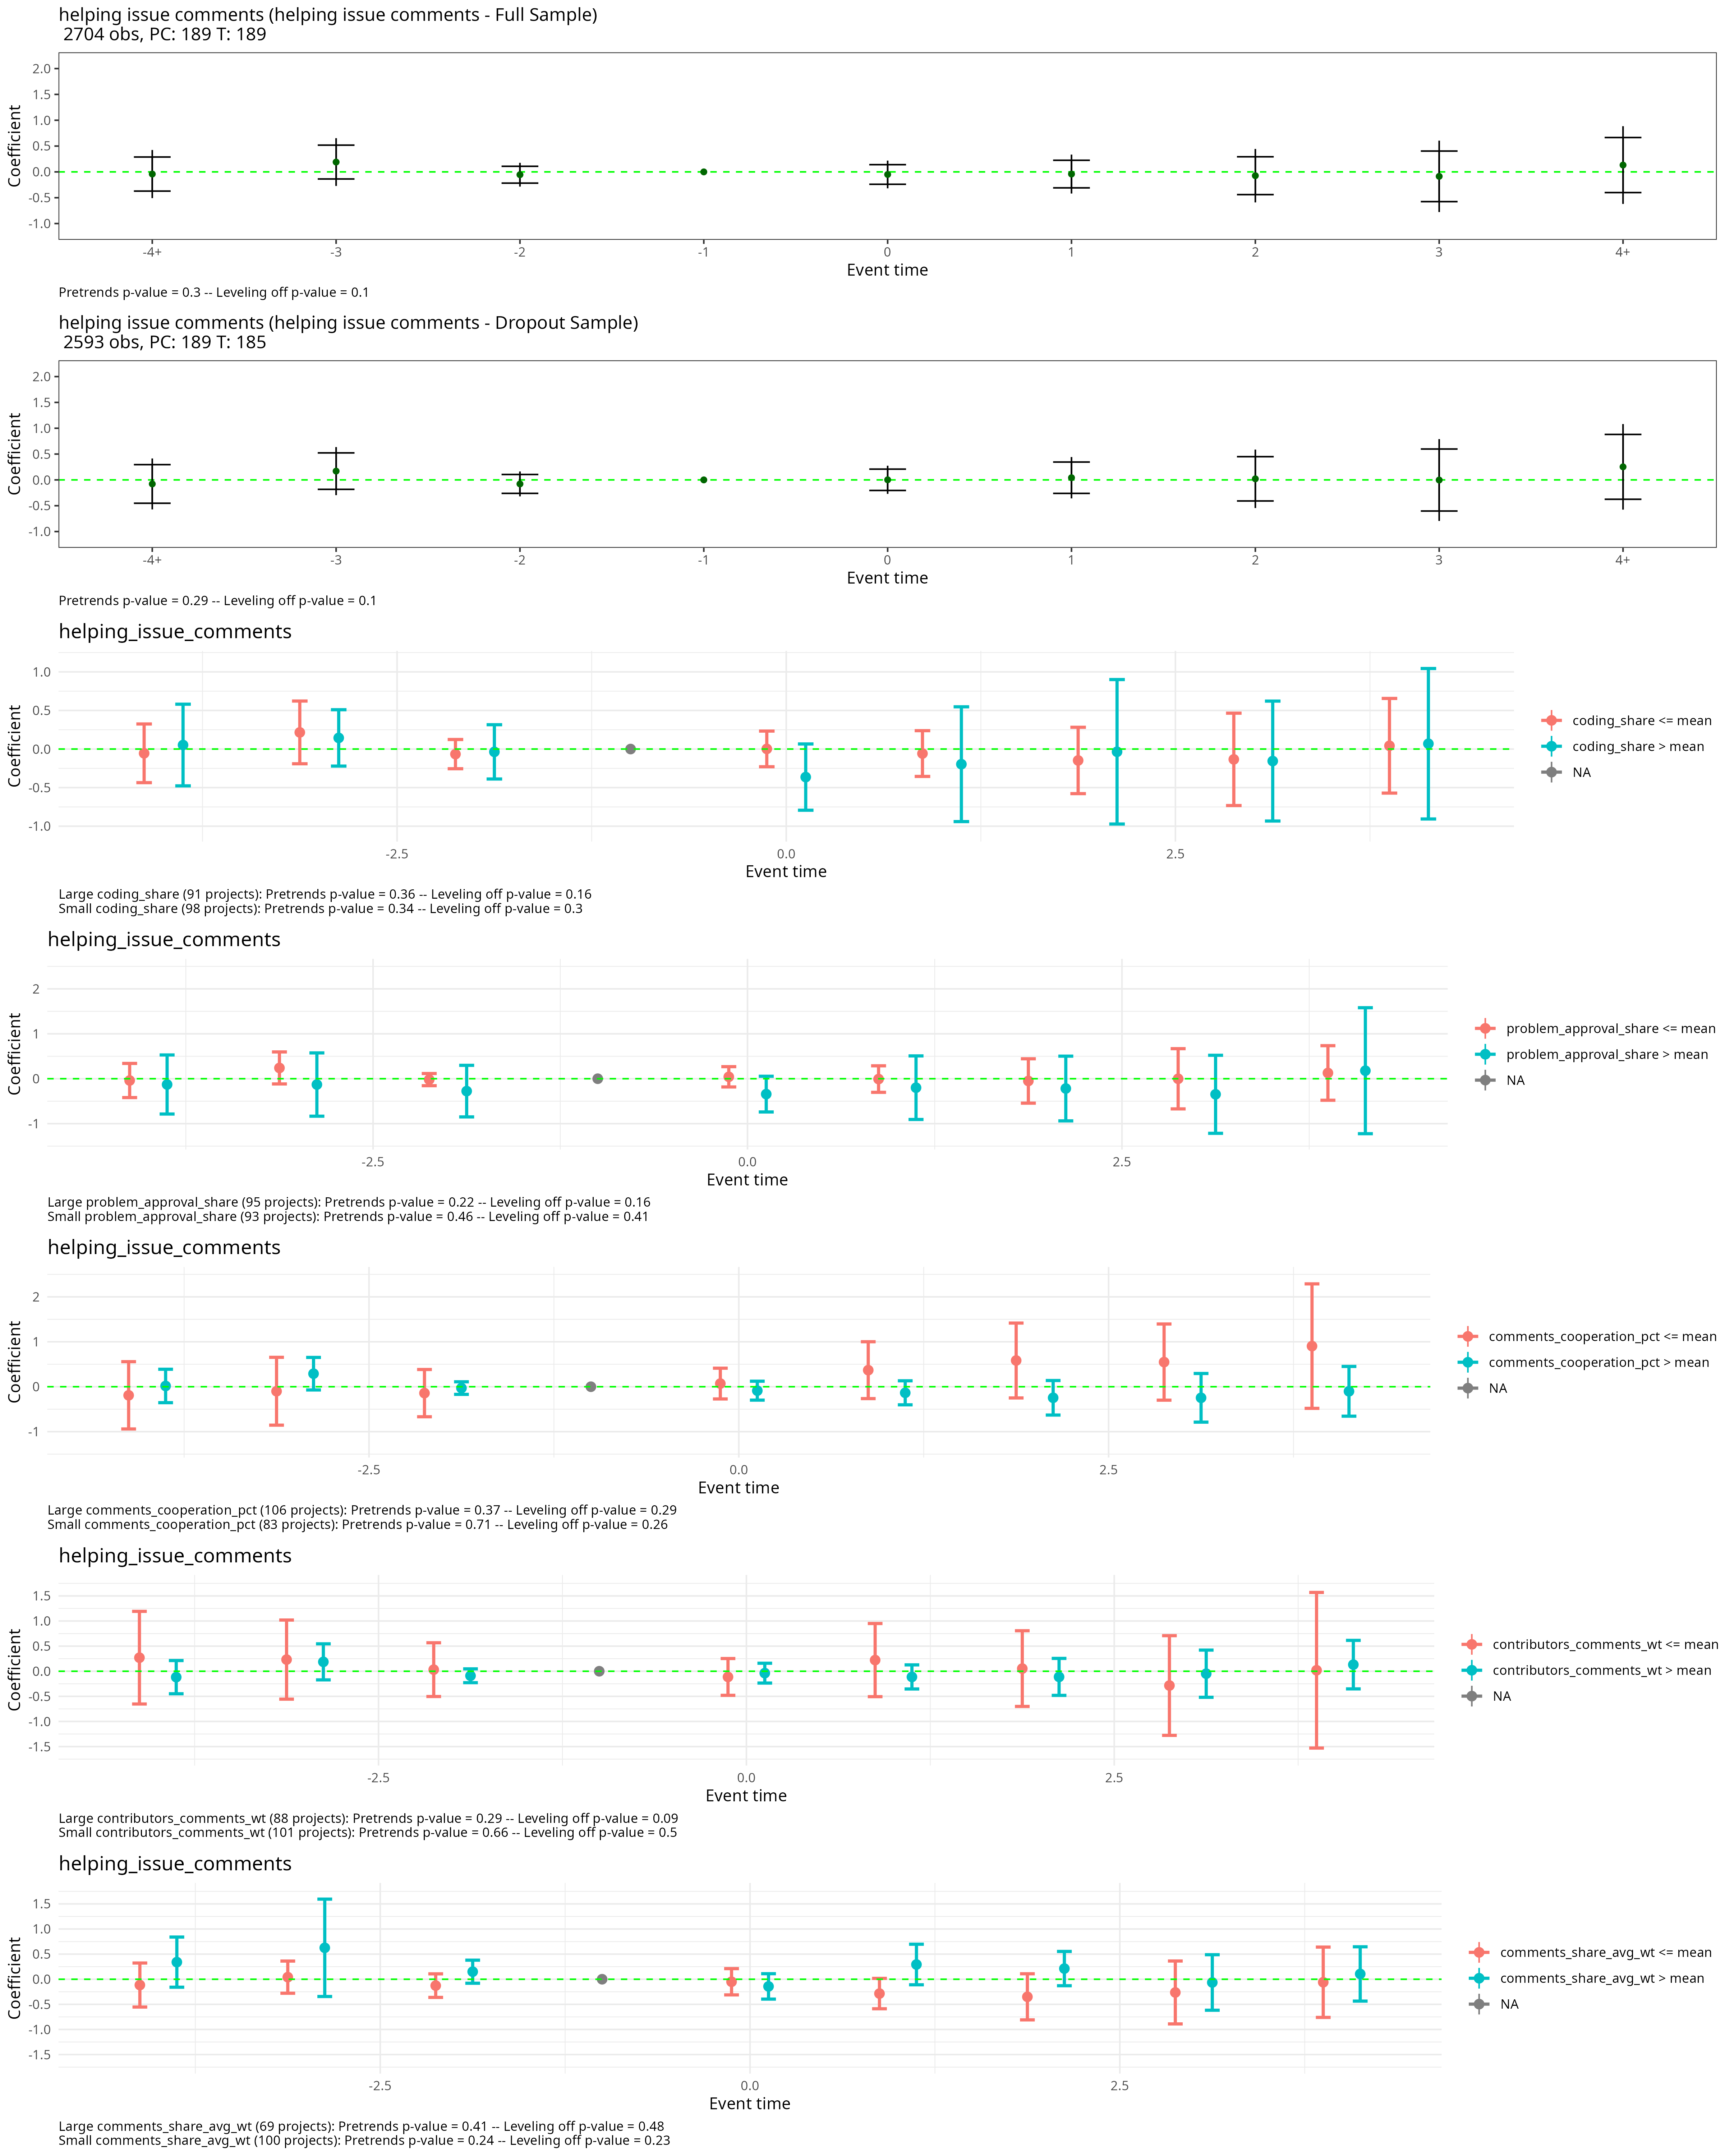 helping issue comments (helping issue comments - Full Sample)
2704 obs, PC: 189 T: 189
Coefficient
2.0
1.5
1.0
0.5
0.0
-0.5
-1.0
-4+ -3 -2 -1 0 1 2 3 4+
Event time
Pretrends p-value = 0.3 -- Leveling off p-value = 0.1
helping issue comments (helping issue comments - Dropout Sample)
2593 obs, PC: 189 T: 185
Coefficient
2.0
1.5
1.0
0.5
0.0
-0.5
-1.0
-4+ -3 -2 -1 0 1 2 3 4+
Event time
Pretrends p-value = 0.29 -- Leveling off p-value = 0.1
helping_issue_comments
Coefficient
1.0
0.5
0.0
-0.5
-1.0
-2.5 0.0 2.5
Event time
coding_share <= mean
coding_share > mean
NA
Large coding_share (91 projects): Pretrends p-value = 0.36 -- Leveling off p-value = 0.16
Small coding_share (98 projects): Pretrends p-value = 0.34 -- Leveling off p-value = 0.3
helping_issue_comments
Coefficient
2
1
0
-1
-2.5 0.0 2.5
Event time
problem_approval_share <= mean
problem_approval_share > mean
NA
Large problem_approval_share (95 projects): Pretrends p-value = 0.22 -- Leveling off p-value = 0.16
Small problem_approval_share (93 projects): Pretrends p-value = 0.46 -- Leveling off p-value = 0.41
helping_issue_comments
Coefficient
2
1
0
-1
-2.5 0.0 2.5
Event time
comments_cooperation_pct <= mean
comments_cooperation_pct > mean
NA
Large comments_cooperation_pct (106 projects): Pretrends p-value = 0.37 -- Leveling off p-value = 0.29
Small comments_cooperation_pct (83 projects): Pretrends p-value = 0.71 -- Leveling off p-value = 0.26
helping_issue_comments
Coefficient
1.5
1.0
0.5
0.0
-0.5
-1.0
-1.5
-2.5 0.0 2.5
Event time
contributors_comments_wt <= mean
contributors_comments_wt > mean
NA
Large contributors_comments_wt (88 projects): Pretrends p-value = 0.29 -- Leveling off p-value = 0.09
Small contributors_comments_wt (101 projects): Pretrends p-value = 0.66 -- Leveling off p-value = 0.5
helping_issue_comments
Coefficient
1.5
1.0
0.5
0.0
-0.5
-1.0
-1.5
-2.5 0.0 2.5
Event time
comments_share_avg_wt <= mean
comments_share_avg_wt > mean
NA
Large comments_share_avg_wt (69 projects): Pretrends p-value = 0.41 -- Leveling off p-value = 0.48
Small comments_share_avg_wt (100 projects): Pretrends p-value = 0.24 -- Leveling off p-value = 0.23